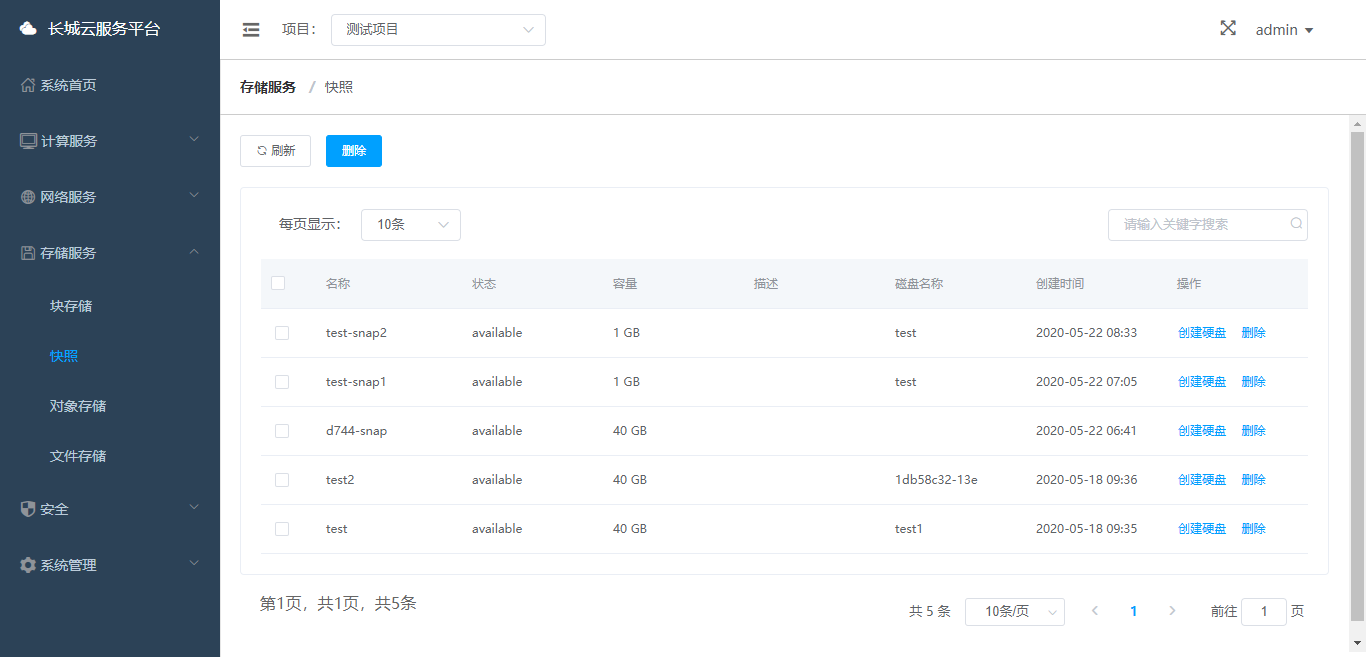 长城云服务平台
项目：
测试项目
admin
系统首页
计算服务
网络服务
存储服务
块存储
快照
对象存储
文件存储
安全
系统管理
存储服务 / 快照
刷新 删除
每页显示： 10条 请输入关键字搜索
名称 状态 容量 描述 磁盘名称 创建时间 操作
test-snap2 available 1 GB test 2020-05-22 08:33 创建硬盘 删除
test-snap1 available 1 GB test 2020-05-22 07:05 创建硬盘 删除
d744-snap available 40 GB 2020-05-22 06:41 创建硬盘 删除
test2 available 40 GB 1db58c32-13e 2020-05-18 09:36 创建硬盘 删除
test available 40 GB test1 2020-05-18 09:35 创建硬盘 删除
第1页，共1页，共5条
共 5 条 10条/页 1 前往 1 页